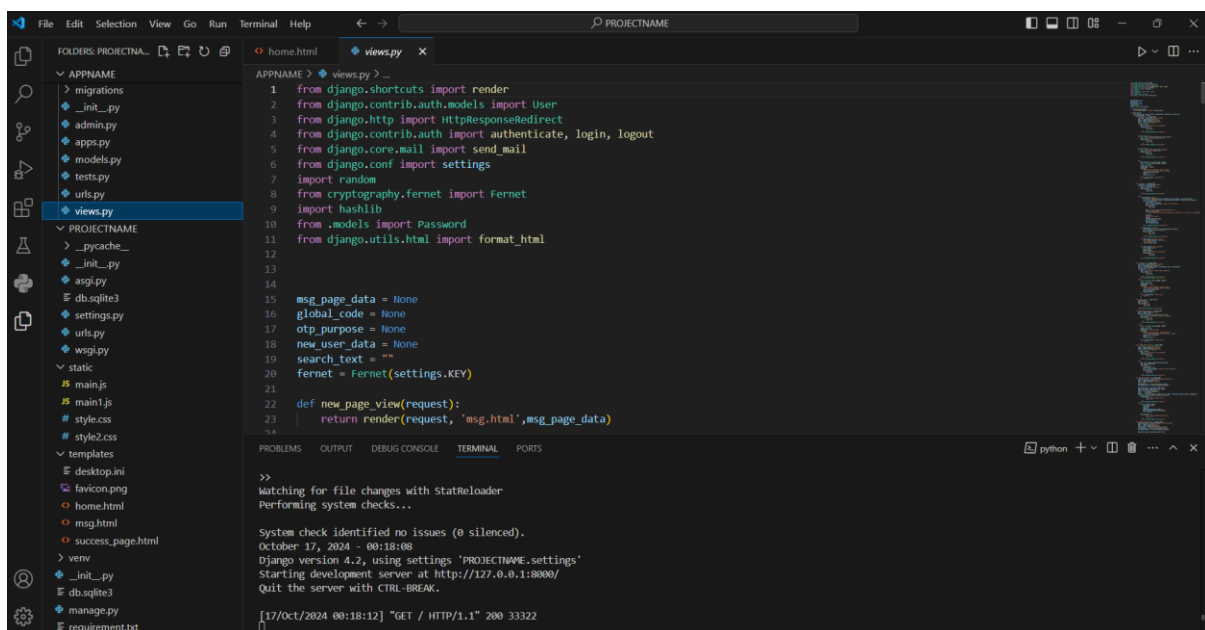 File Edit Selection View Go Run Terminal Help
PROJECTNAME
FOLDERS: PROJECTNA...
APPNAME
migrations
__init__.py
admin.py
apps.py
models.py
tests.py
urls.py
views.py
PROJECTNAME
__pycache__
__init__.py
asgi.py
db.sqlite3
settings.py
urls.py
wsgi.py
static
JS main.js
JS main1.js
# style.css
# style2.css
templates
desktop.ini
favicon.png
home.html
msg.html
success_page.html
venv
__init__.py
db.sqlite3
manage.py
requirement.txt
home.html
views.py
APPNAME > views.py > ...
1 from django.shortcuts import render
2 from django.contrib.auth.models import User
3 from django.http import HttpResponseRedirect
4 from django.contrib.auth import authenticate, login, logout
5 from django.core.mail import send_mail
6 from django.conf import settings
7 import random
8 from cryptography.fernet import Fernet
9 import hashlib
10 from .models import Password
11 from django.utils.html import format_html
12
13
14
15 msg_page_data = None
16 global_code = None
17 otp_purpose = None
18 new_user_data = None
19 search_text = ""
20 fernet = Fernet(settings.KEY)
21
22 def new_page_view(request):
23 return render(request, 'msg.html',msg_page_data)
24
PROBLEMS OUTPUT DEBUG CONSOLE TERMINAL PORTS
python
>>
Watching for file changes with StatReloader
Performing system checks...
System check identified no issues (0 silenced).
October 17, 2024 - 00:18:08
Django version 4.2, using settings 'PROJECTNAME.settings'
Starting development server at http://127.0.0.1:8000/
Quit the server with CTRL-BREAK.
[17/Oct/2024 00:18:12] "GET / HTTP/1.1" 200 33322